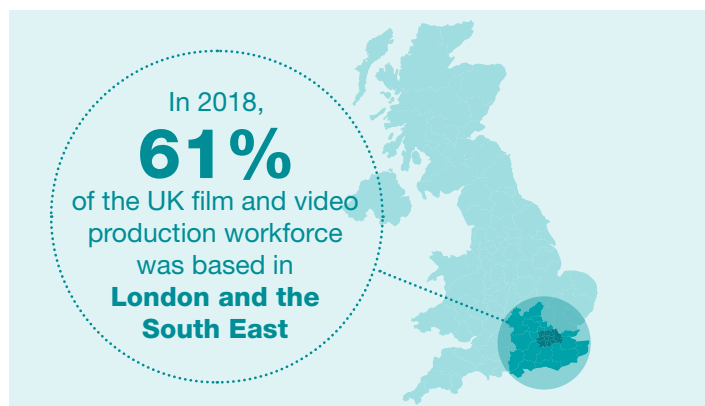 In 2018,
61%
of the UK film and video
production workforce
was based in
London and the
South East